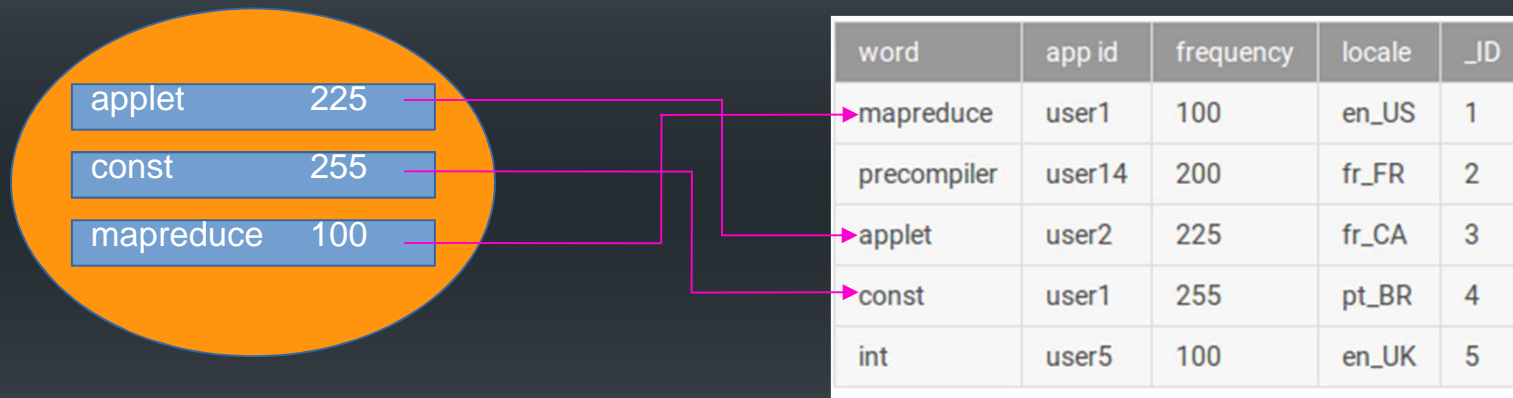 applet 225
const 255
mapreduce 100
word app id frequency locale _ID
mapreduce user1 100 en_US 1
precompiler user14 200 fr_FR 2
applet user2 225 fr_CA 3
const user1 255 pt_BR 4
int user5 100 en_UK 5